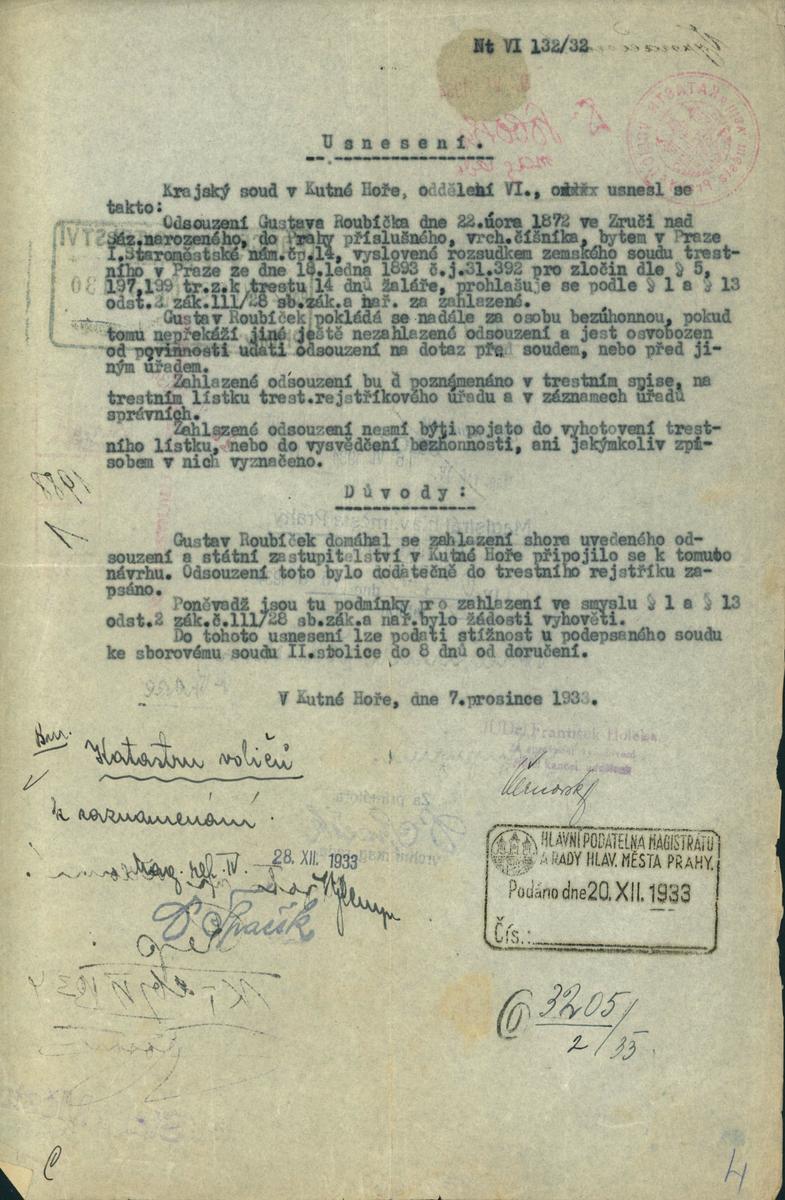 Nt VI 132/32
Usnesení.
Krajský soud v Kutné Hoře, oddělení VI., usnesl se
takto:
Odsouzení Gustava Roubíčka dne 22.února 1872 ve Zruči nad
Sáz.narozeného, do Prahy příslušného, vrch.číšníka, bytem v Praze
I.Staroměstské nám.čp.14, vyslovené rozsudkem zemského soudu trest-
ního v Praze ze dne 18.ledna 1893 č.j.31.392 pro zločin dle § 5,
197,199 tr.z.k trestu 14 dnů žaláře, prohlašuje se podle § 1 a § 13
odst.2 zák.111/28 sb.zák.a nař. za zahlazené.
Gustav Roubíček pokládá se nadále za osobu bezúhonnou, pokud
tomu nepřekáží jiné ještě nezahlazené odsouzení a jest osvobozen
od povinnosti udati odsouzení na dotaz před soudem, nebo před ji-
ným úřadem.
Zahlazené odsouzení bu ď poznámenáno v trestním spise, na
trestním lístku trest.rejstříkového úřadu a v záznamech úřadů
správních.
Zahlazené odsouzení nesmí býti pojato do vyhotovení trest-
ního lístku, nebo do vysvědčení bezhonnosti, ani jakýmkoliv způ-
sobem v nich vyznačeno.
Důvody:
Gustav Roubíček domáhal se zahlazení shora uvedeného od-
souzení a státní zastupitelství v Kutné Hoře připojilo se k tomuto
návrhu. Odsouzení toto bylo dodatečně do trestního rejstříku za-
psáno.
Poněvadž jsou tu podmínky pro zahlazení ve smyslu § 1 a § 13
odst.2 zák.č.111/28 sb.zák.a nař.bylo žádosti vyhověti.
Do tohoto usnesení lze podati stížnost u podepsaného soudu
ke sborovému soudu II.stolice do 8 dnů od doručení.
V Kutné Hoře, dne 7.prosince 1933.
JUDr. František Holeka
Katastru voličů
k zaznamenání.
Mag. ref. IV. 28. XII. 1933
HLAVNÍ PODATELNA MAGISTRÁTU
A RADY HLAV. MĚSTA PRAHY.
Podáno dne 20. XII. 1933
Čís.:
3205
2/33
4